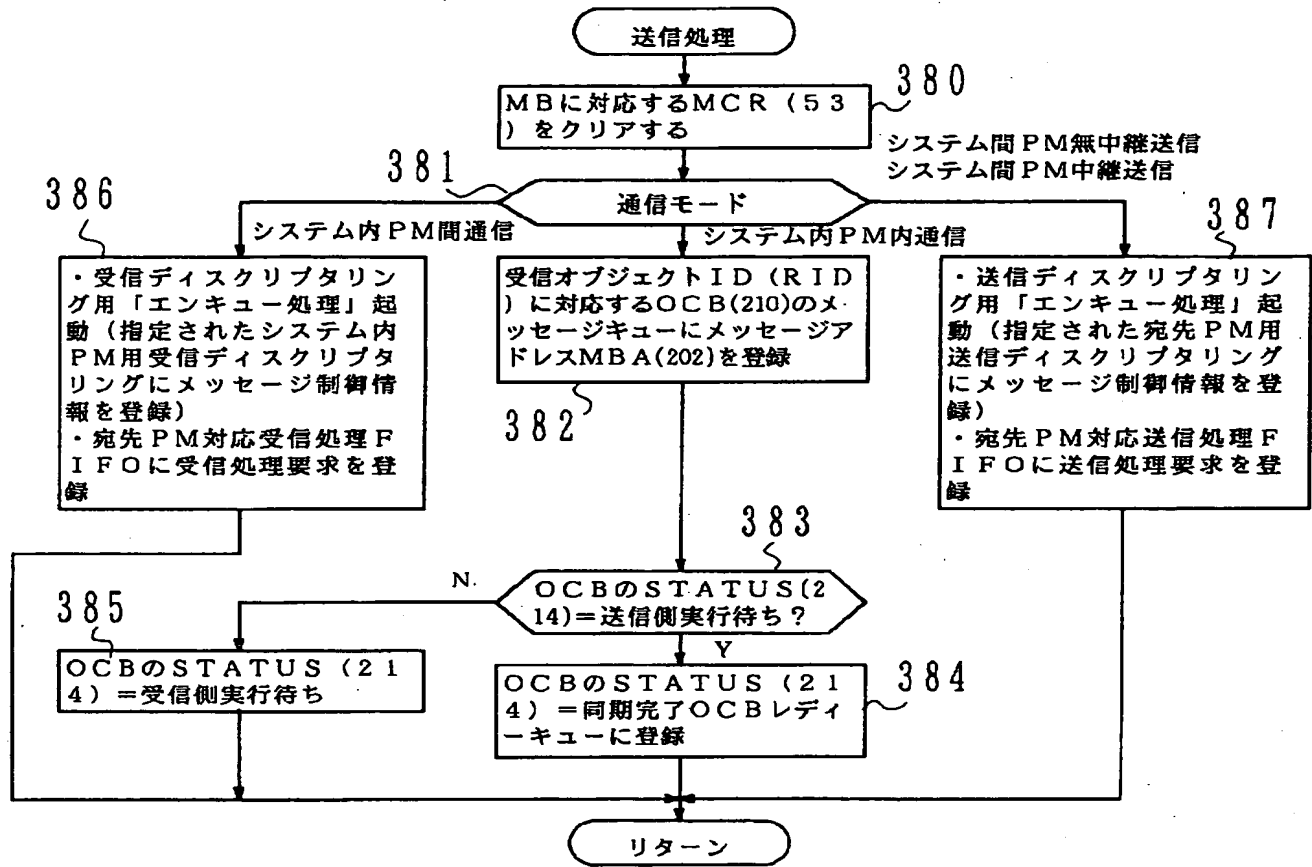 送信処理
380
MBに対応するMCR(53
)をクリアする
システム間PM無中継送信
システム間PM中継送信
381
通信モード
386
システム内PM間通信
システム内PM内通信
387
・受信ディスクリプタリン
グ用「エンキュー処理」起
動(指定されたシステム内
PM用受信ディスクリプタ
リングにメッセージ制御情
報を登録)
・宛先PM対応受信処理F
IFOに受信処理要求を登
録
受信オブジェクトID(RID
)に対応するOCB(210)のメ
ッセージキューにメッセージア
ドレスMBA(202)を登録
382
・送信ディスクリプタリン
グ用「エンキュー処理」起
動(指定された宛先PM用
送信ディスクリプタリング
にメッセージ制御情報を登
録)
・宛先PM対応送信処理F
IFOに送信処理要求を登
録
383
N.
OCBのSTATUS(2
14)=送信側実行待ち?
Y
385
OCBのSTATUS(21
4)=受信側実行待ち
384
OCBのSTATUS(21
4)=同期完了OCBレディ
ーキューに登録
リターン